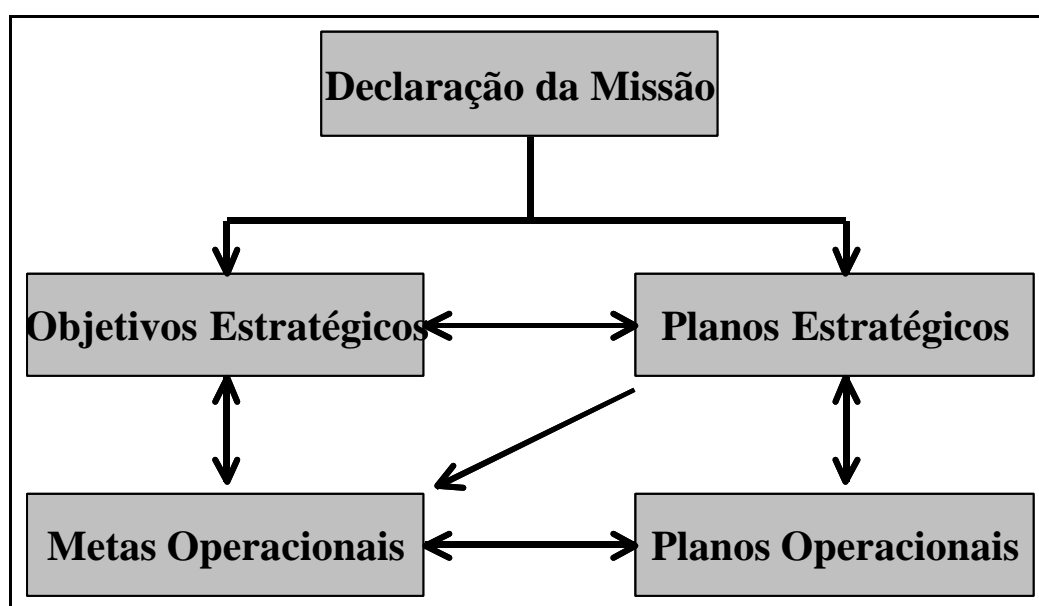 Declaração da Missão
Objetivos Estratégicos
Planos Estratégicos
Metas Operacionais
Planos Operacionais